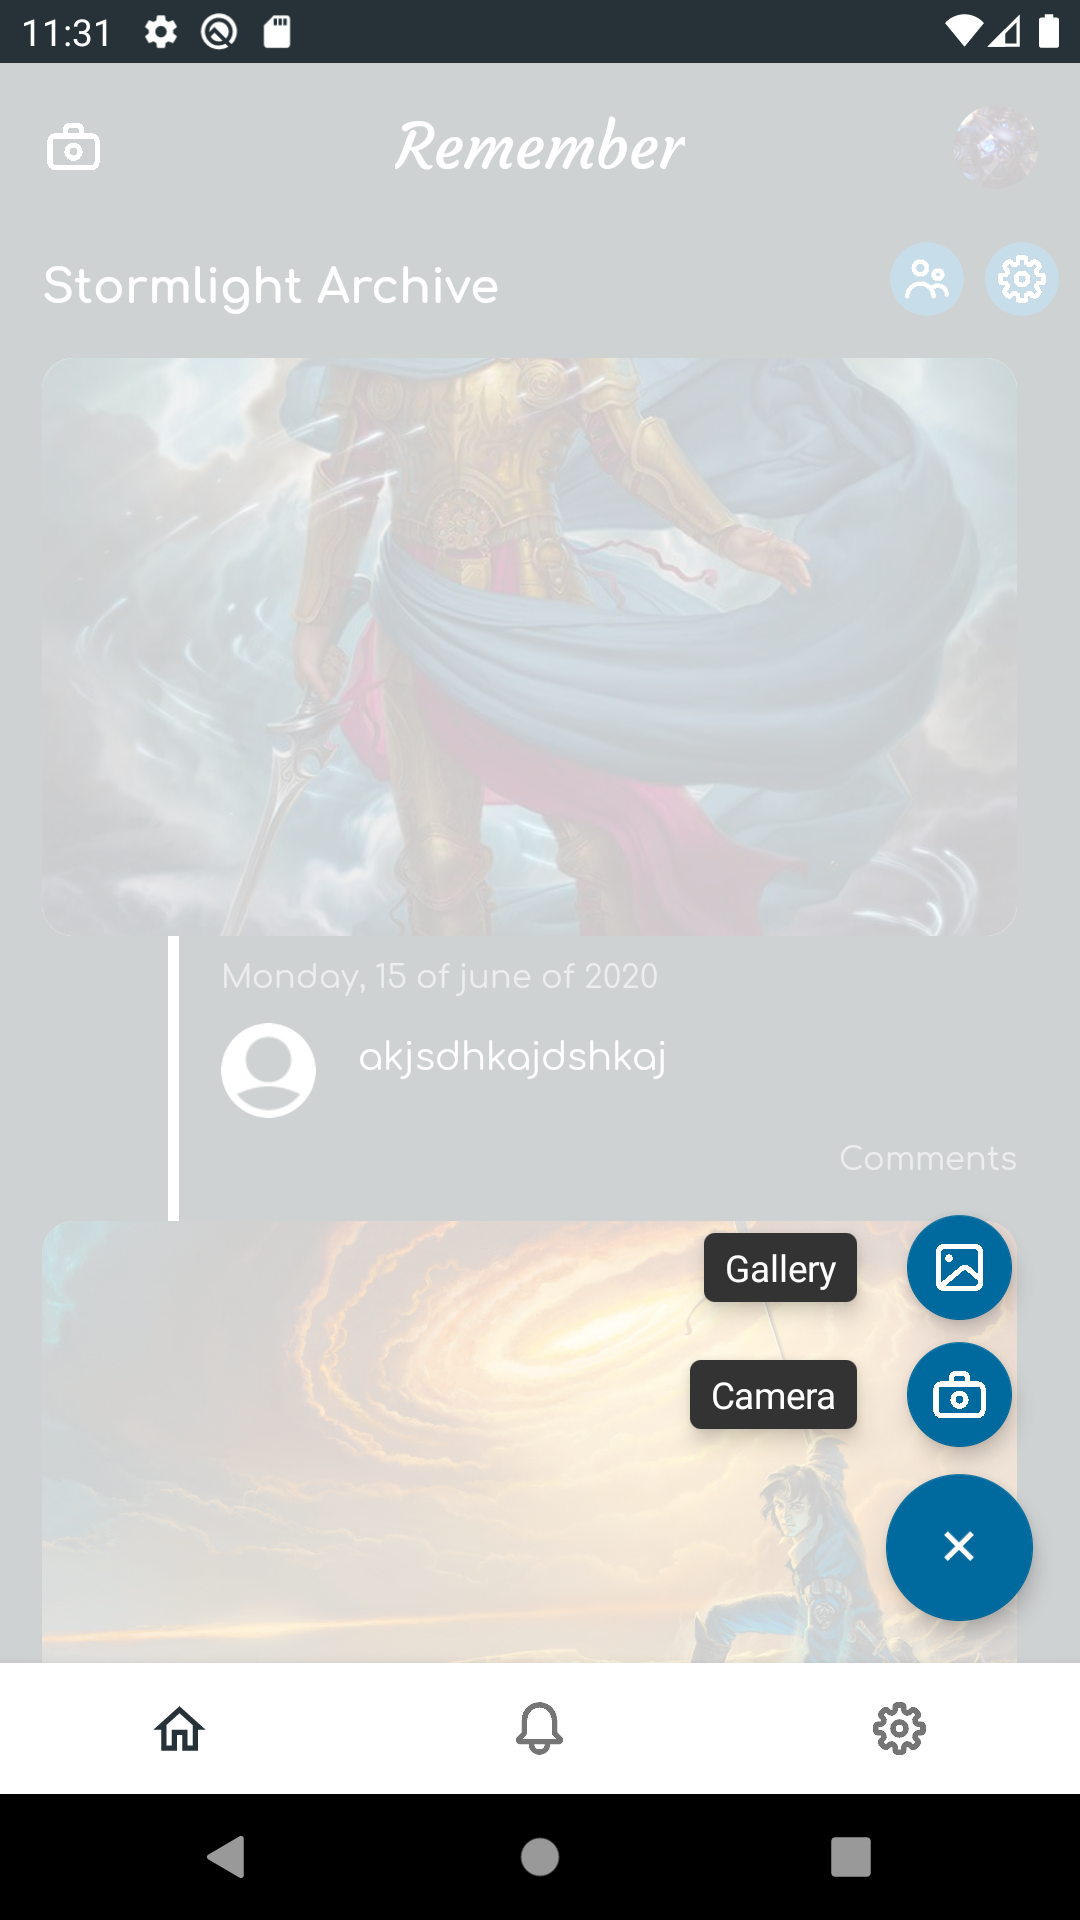 11:31
Remember
Stormlight Archive
Monday, 15 of june of 2020
akjsdhkajdshkaj
Comments
Gallery
Camera